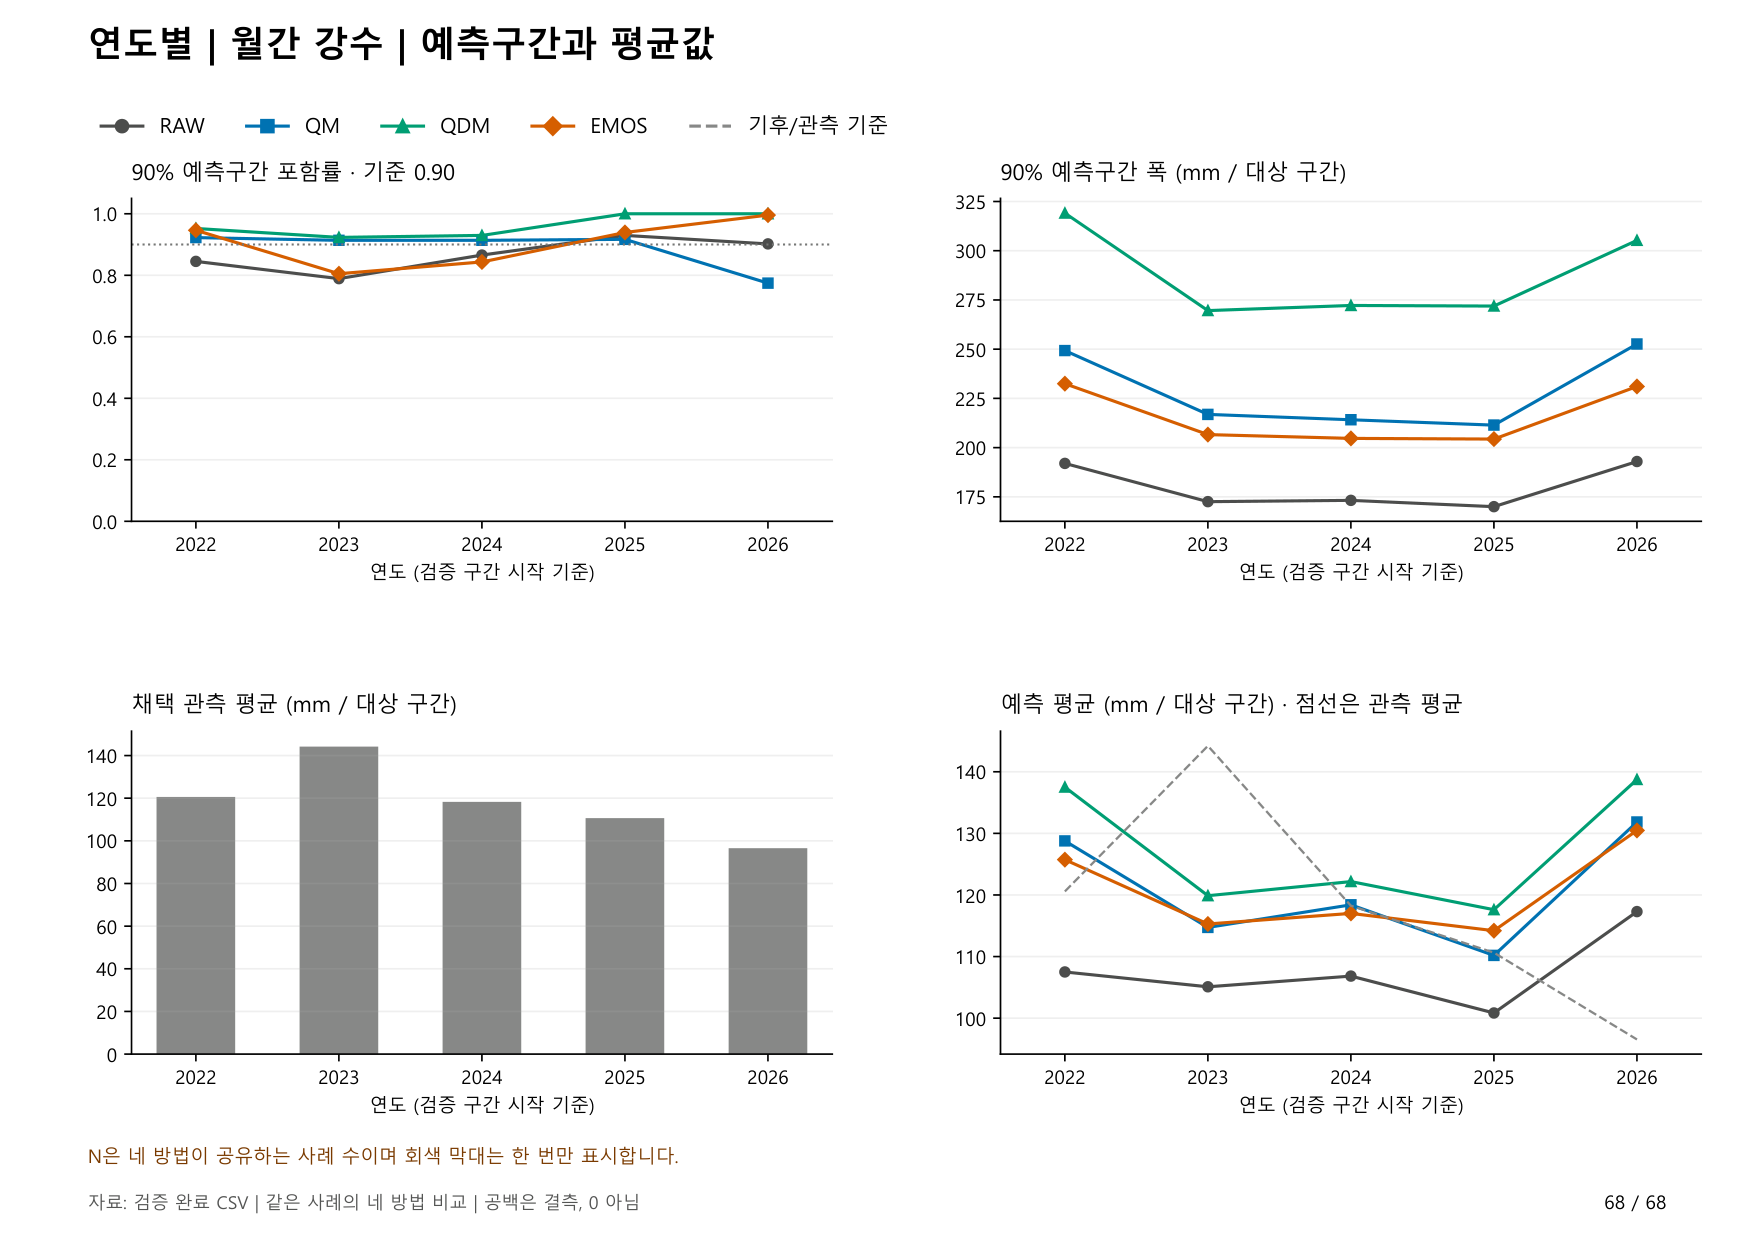 연도별 | 월간 강수 | 예측구간과 평균값
RAW QM QDM EMOS 기후/관측 기준
90% 예측구간 포함률 · 기준 0.90
1.0
0.8
0.6
0.4
0.2
0.0
2022 2023 2024 2025 2026
연도 (검증 구간 시작 기준)
90% 예측구간 폭 (mm / 대상 구간)
325
300
275
250
225
200
175
2022 2023 2024 2025 2026
연도 (검증 구간 시작 기준)
채택 관측 평균 (mm / 대상 구간)
140
120
100
80
60
40
20
0
2022 2023 2024 2025 2026
연도 (검증 구간 시작 기준)
예측 평균 (mm / 대상 구간) · 점선은 관측 평균
140
130
120
110
100
2022 2023 2024 2025 2026
연도 (검증 구간 시작 기준)
N은 네 방법이 공유하는 사례 수이며 회색 막대는 한 번만 표시합니다.
자료: 검증 완료 CSV | 같은 사례의 네 방법 비교 | 공백은 결측, 0 아님
68 / 68